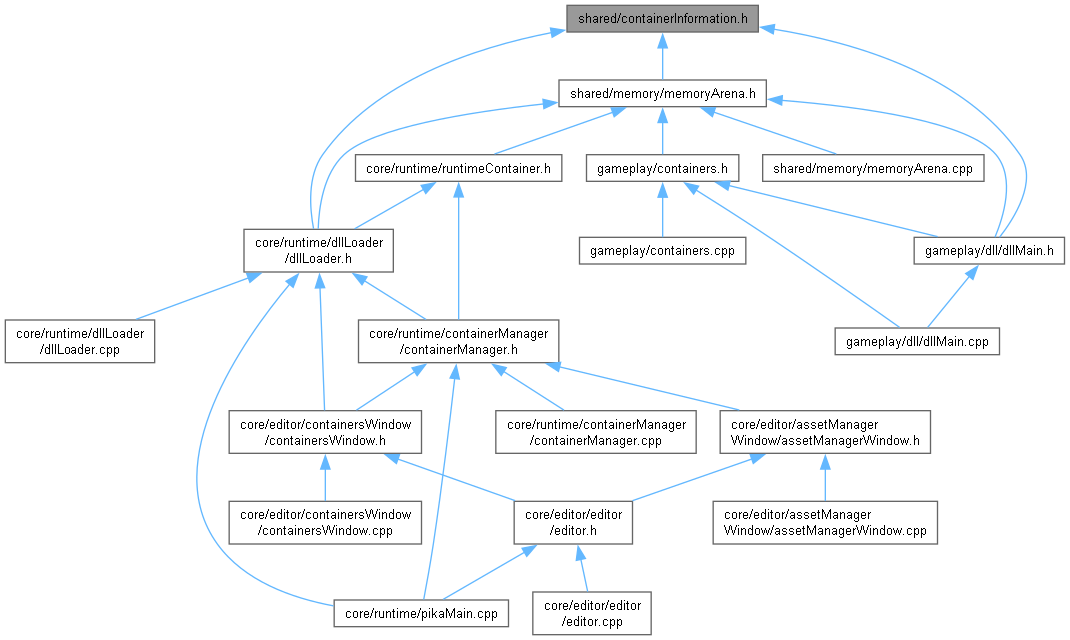 shared/containerInformation.h
shared/memory/memoryArena.h
core/runtime/runtimeContainer.h
gameplay/containers.h
shared/memory/memoryArena.cpp
core/runtime/dllLoader
/dllLoader.h
gameplay/containers.cpp
gameplay/dll/dllMain.h
core/runtime/dllLoader
/dllLoader.cpp
core/runtime/containerManager
/containerManager.h
gameplay/dll/dllMain.cpp
core/editor/containersWindow
/containersWindow.h
core/runtime/containerManager
/containerManager.cpp
core/editor/assetManager
Window/assetManagerWindow.h
core/editor/containersWindow
/containersWindow.cpp
core/editor/editor
/editor.h
core/editor/assetManager
Window/assetManagerWindow.cpp
core/runtime/pikaMain.cpp
core/editor/editor
/editor.cpp